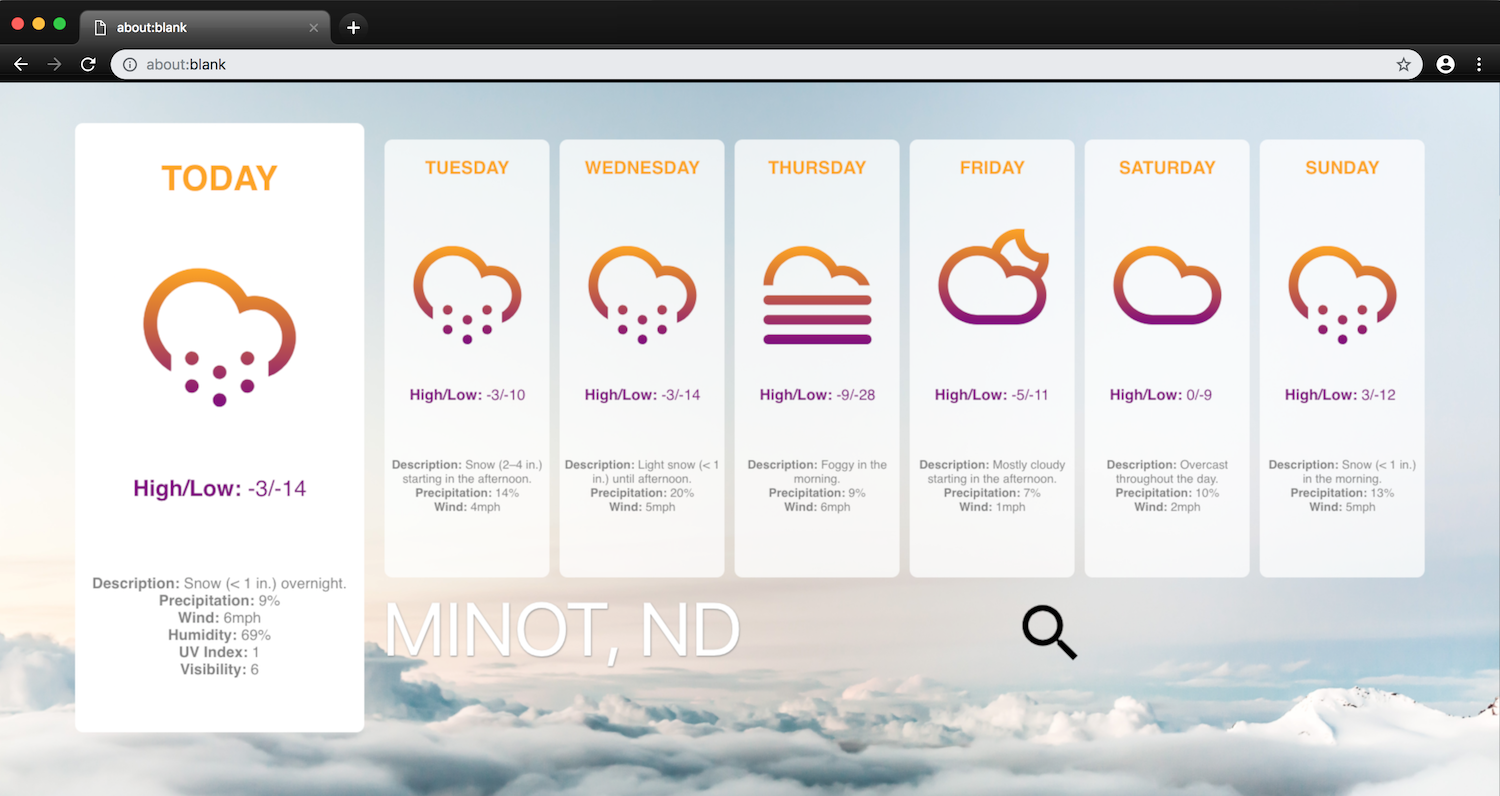 about:blank
about:blank
TODAY
High/Low: -3/-14
Description: Snow (< 1 in.) overnight.
Precipitation: 9%
Wind: 6mph
Humidity: 69%
UV Index: 1
Visibility: 6
TUESDAY
High/Low: -3/-10
Description: Snow (2–4 in.)
starting in the afternoon.
Precipitation: 14%
Wind: 4mph
WEDNESDAY
High/Low: -3/-14
Description: Light snow (< 1
in.) until afternoon.
Precipitation: 20%
Wind: 5mph
THURSDAY
High/Low: -9/-28
Description: Foggy in the
morning.
Precipitation: 9%
Wind: 6mph
FRIDAY
High/Low: -5/-11
Description: Mostly cloudy
starting in the afternoon.
Precipitation: 7%
Wind: 1mph
SATURDAY
High/Low: 0/-9
Description: Overcast
throughout the day.
Precipitation: 10%
Wind: 2mph
SUNDAY
High/Low: 3/-12
Description: Snow (< 1 in.)
in the morning.
Precipitation: 13%
Wind: 5mph
MINOT, ND